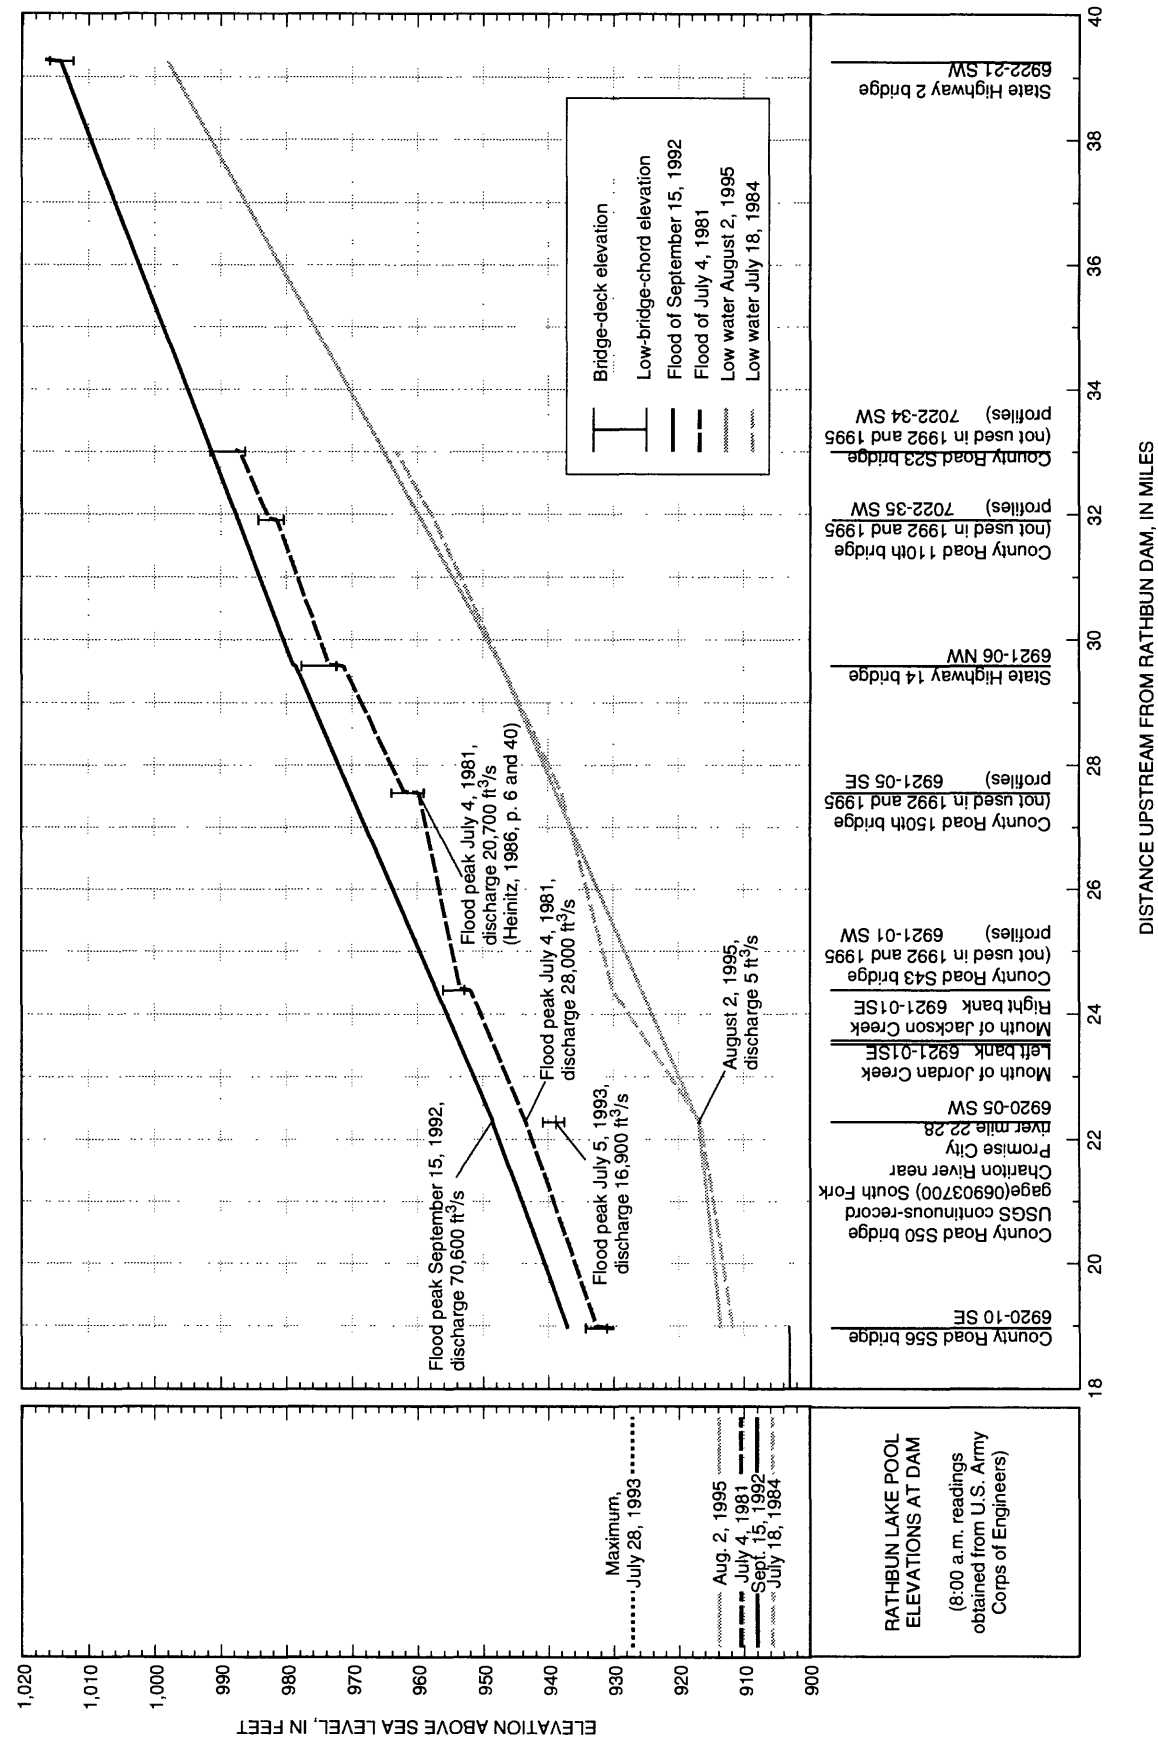 1,020
1,010
1,000
990
980
970
960
950
940
930
920
910
900
ELEVATION ABOVE SEA LEVEL, IN FEET
Maximum,
July 28, 1993
Aug. 2, 1995
July 4, 1981
Sept. 15, 1992
July 18, 1984
RATHBUN LAKE POOL
ELEVATIONS AT DAM
(8:00 a.m. readings
obtained from U.S. Army
Corps of Engineers)
Flood peak September 15, 1992,
discharge 70,600 ft³/s
Flood peak July 5, 1993,
discharge 16,900 ft³/s
Flood peak July 4, 1981,
discharge 28,000 ft³/s
Flood peak July 4, 1981,
discharge 20,700 ft³/s
(Heinitz, 1986, p. 6 and 40)
August 2, 1995,
discharge 5 ft³/s
Bridge-deck elevation
Low-bridge-chord elevation
Flood of September 15, 1992
Flood of July 4, 1981
Low water August 2, 1995
Low water July 18, 1984
County Road S56 bridge
6920-10 SE
County Road S50 bridge
USGS continuous-record
gage(06903700) South Fork
Chariton River near
Promise City
river mile 22.28
6920-05 SW
Mouth of Jordan Creek
Left bank 6921-01SE
Mouth of Jackson Creek
Right bank 6921-01SE
County Road S43 bridge
(not used in 1992 and 1995
profiles) 6921-01 SW
County Road 150th bridge
(not used in 1992 and 1995
profiles) 6921-05 SE
State Highway 14 bridge
6921-06 NW
County Road 110th bridge
(not used in 1992 and 1995
profiles) 7022-35 SW
County Road S23 bridge
(not used in 1992 and 1995
profiles) 7022-34 SW
State Highway 2 bridge
6922-21 SW
18
20
22
24
26
28
30
32
34
36
38
40
DISTANCE UPSTREAM FROM RATHBUN DAM, IN MILES